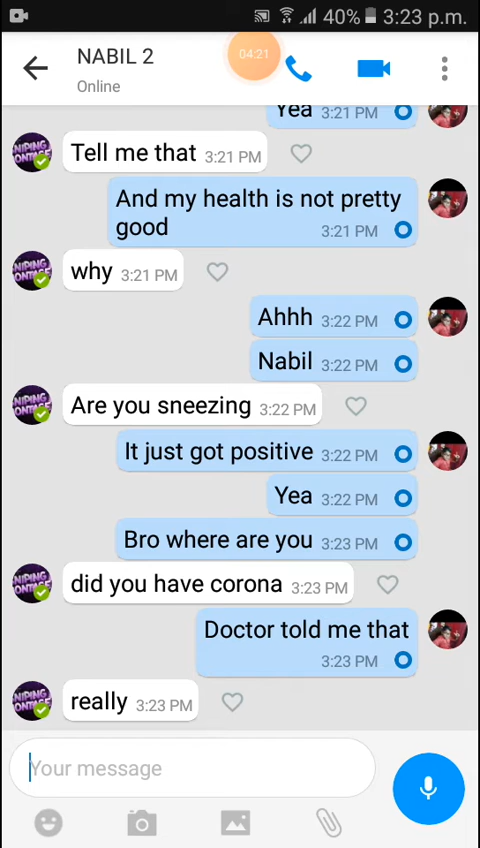 40% 3:23 p.m.
NABIL 2
04:21
Online
Yea 3:21 PM
Tell me that 3:21 PM
And my health is not pretty
good 3:21 PM
why 3:21 PM
Ahhh 3:22 PM
Nabil 3:22 PM
Are you sneezing 3:22 PM
It just got positive 3:22 PM
Yea 3:22 PM
Bro where are you 3:23 PM
did you have corona 3:23 PM
Doctor told me that
3:23 PM
really 3:23 PM
Your message